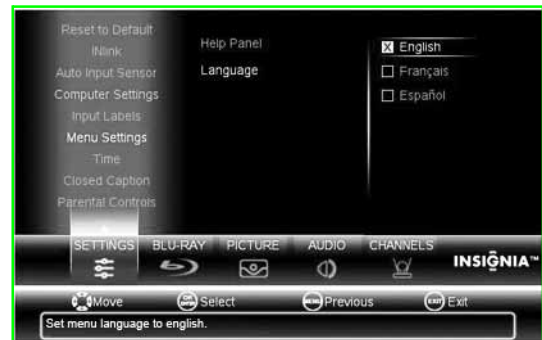 Reset to Default
INlink
Auto Input Sensor
Computer Settings
Input Labels
Menu Settings
Time
Closed Caption
Parental Controls
Help Panel
Language
X English
Français
Español
SETTINGS BLU-RAY PICTURE AUDIO CHANNELS
INSIGNIA™
Move Select MENU Previous EXIT Exit
Set menu language to english.